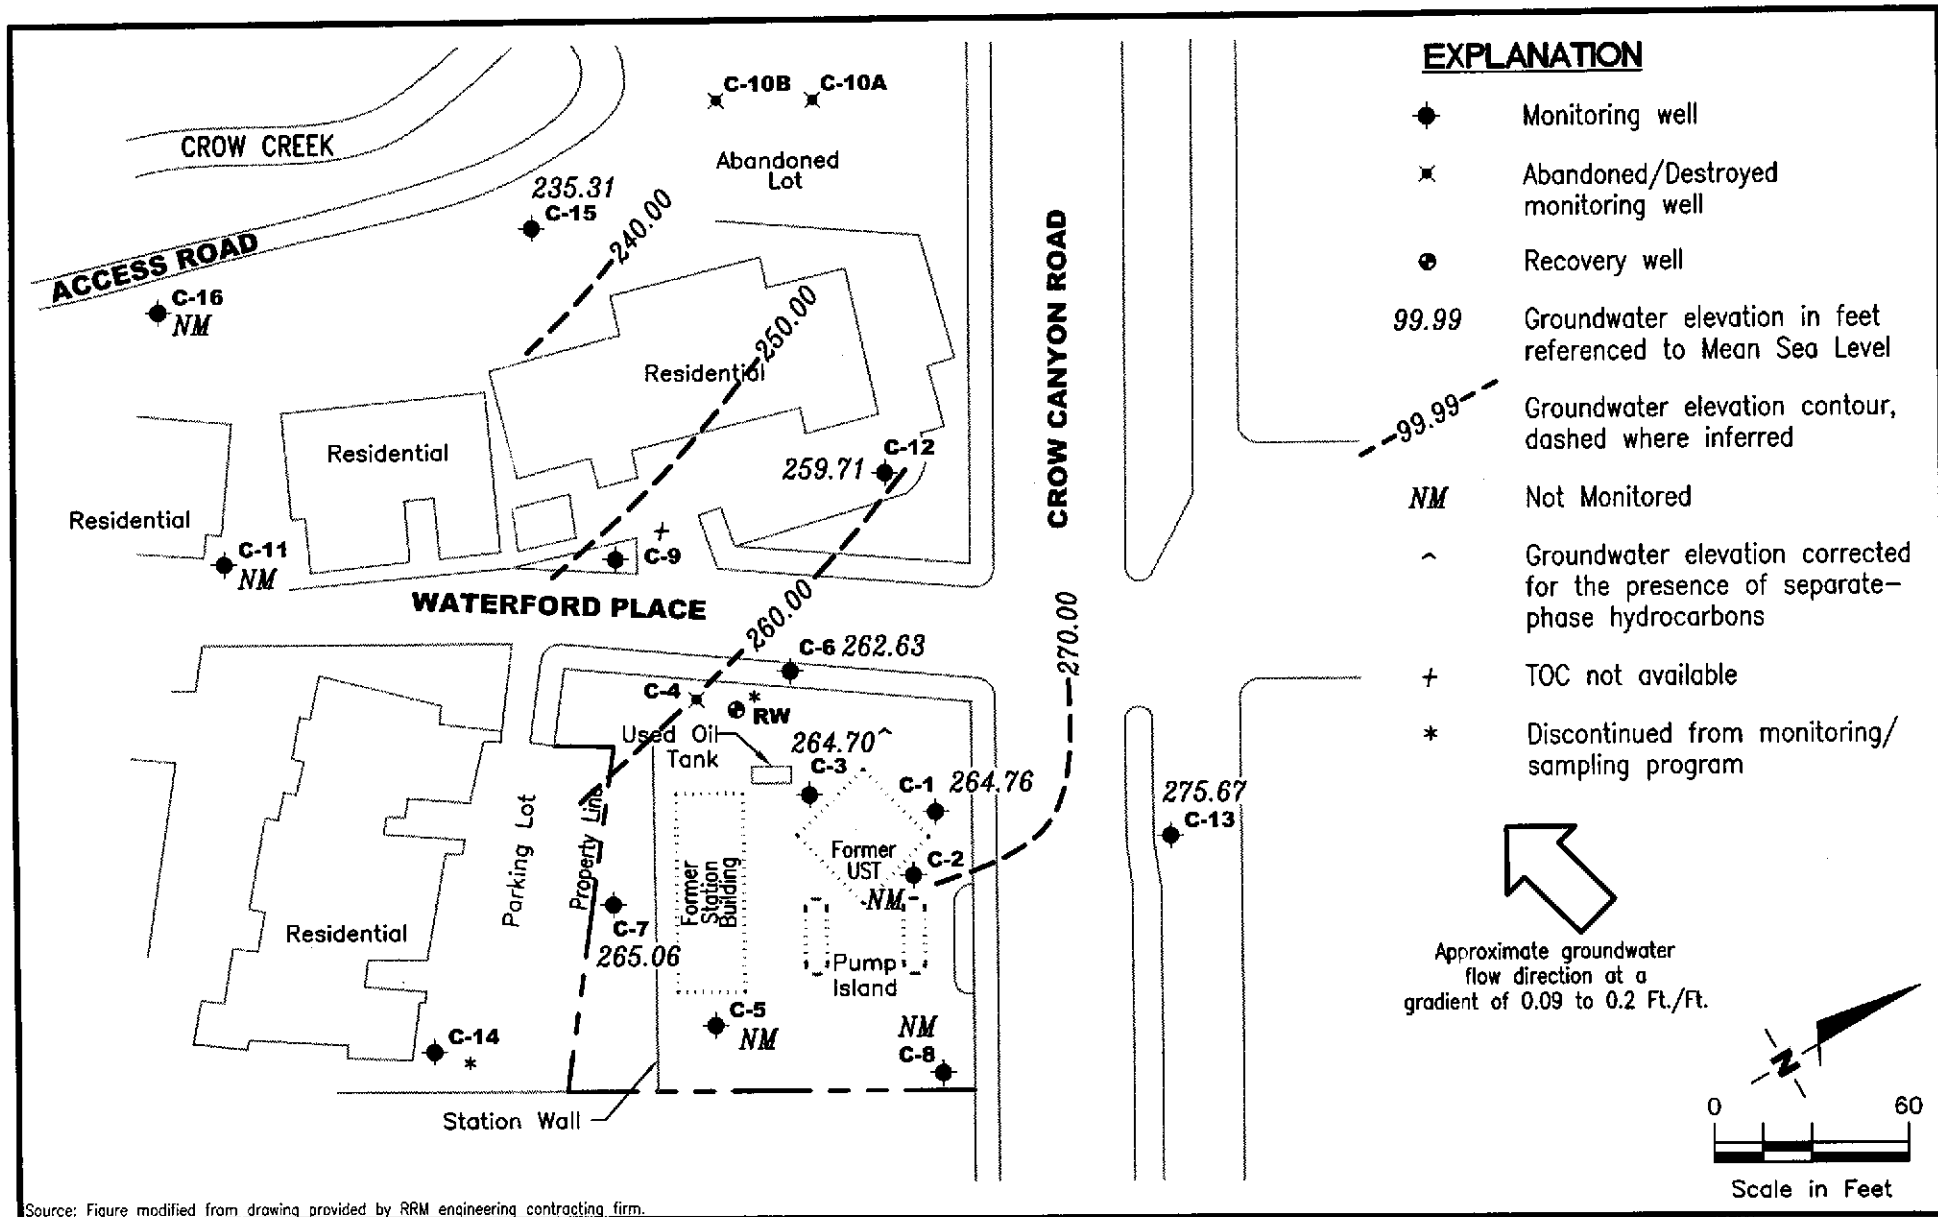 EXPLANATION
Monitoring well
Abandoned/Destroyed
monitoring well
Recovery well
99.99
Groundwater elevation in feet
referenced to Mean Sea Level
99.99
Groundwater elevation contour,
dashed where inferred
NM
Not Monitored
^
Groundwater elevation corrected
for the presence of separate-
phase hydrocarbons
+
TOC not available
*
Discontinued from monitoring/
sampling program
Approximate groundwater
flow direction at a
gradient of 0.09 to 0.2 Ft./Ft.
N
0
60
Scale in Feet
C-10B
C-10A
CROW CREEK
Abandoned
Lot
235.31
C-15
240.00
ACCESS ROAD
C-16
NM
250.00
Residential
CROW CANYON ROAD
Residential
C-12
259.71
Residential
C-11
NM
+
C-9
WATERFORD PLACE
260.00
270.00
C-6 262.63
C-4
*
RW
Used Oil
Tank
264.70^
C-3
C-1
264.76
275.67
C-13
Parking Lot
Property Line
Former
Station
Building
Former
UST
C-2
NM
C-7
265.06
Residential
Pump
Island
C-5
NM
NM
C-8
C-14
*
Station Wall
Source: Figure modified from drawing provided by RRM engineering contracting firm.